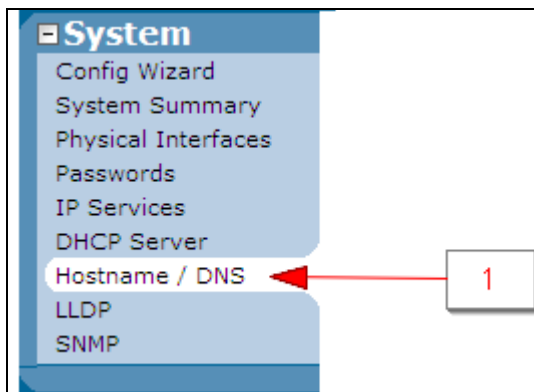 System
Config Wizard
System Summary
Physical Interfaces
Passwords
IP Services
DHCP Server
Hostname / DNS
1
LLDP
SNMP